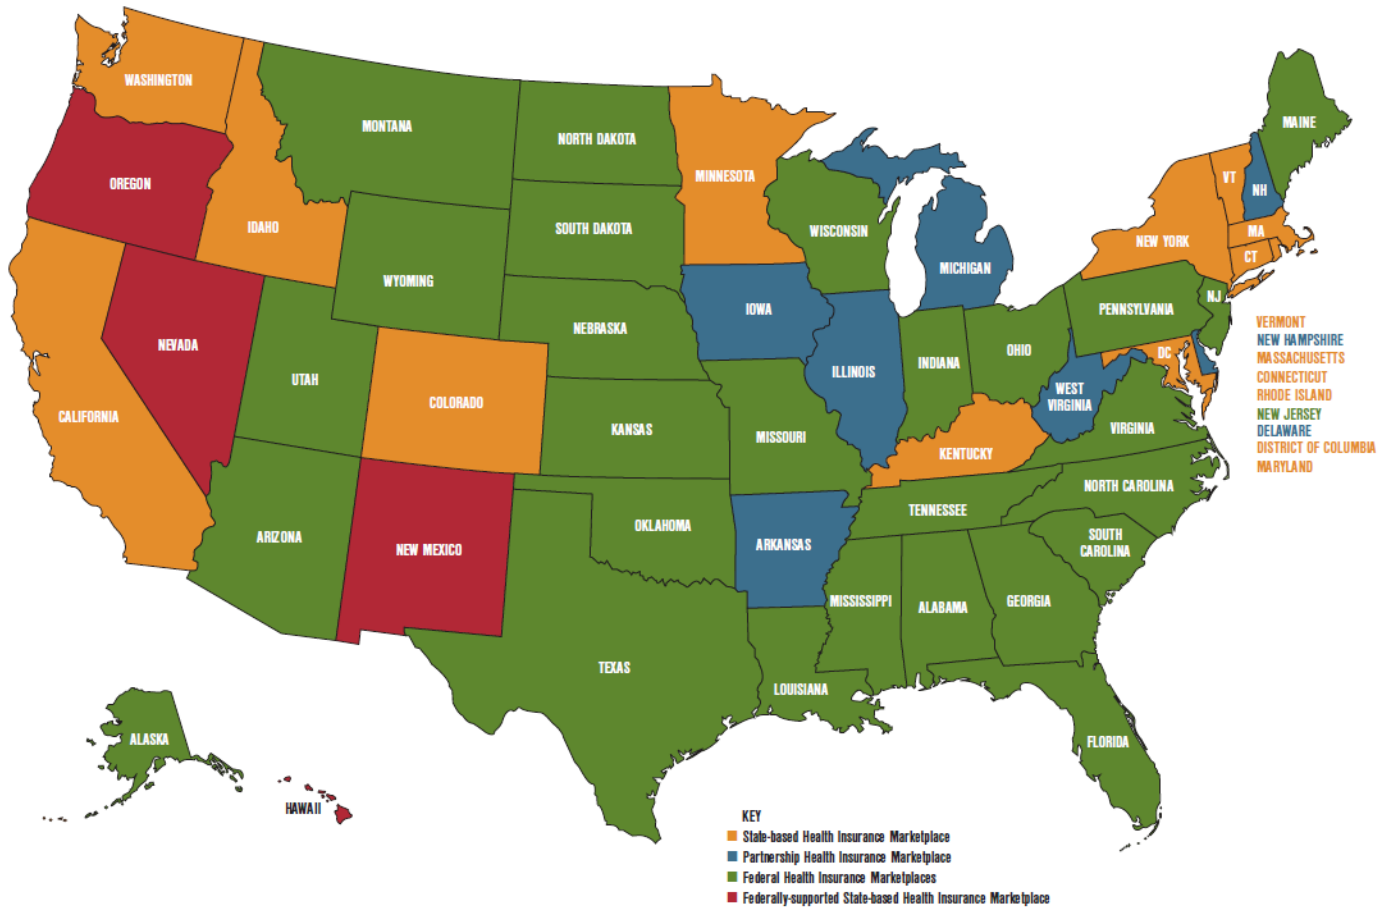 WASHINGTON
MONTANA
NORTH DAKOTA
MINNESOTA
MAINE
OREGON
IDAHO
SOUTH DAKOTA
WISCONSIN
MICHIGAN
NEW YORK
VT
NH
MA
CT
WYOMING
NEBRASKA
IOWA
ILLINOIS
INDIANA
OHIO
PENNSYLVANIA
NJ
VERMONT
NEW HAMPSHIRE
MASSACHUSETTS
CONNECTICUT
RHODE ISLAND
NEW JERSEY
DELAWARE
DISTRICT OF COLUMBIA
MARYLAND
NEVADA
UTAH
COLORADO
CALIFORNIA
KANSAS
MISSOURI
KENTUCKY
WEST
VIRGINIA
DC
VIRGINIA
NORTH CAROLINA
TENNESSEE
SOUTH
CAROLINA
ARIZONA
NEW MEXICO
OKLAHOMA
ARKANSAS
MISSISSIPPI
ALABAMA
GEORGIA
TEXAS
LOUISIANA
FLORIDA
ALASKA
HAWAII
KEY
State-based Health Insurance Marketplace
Partnership Health Insurance Marketplace
Federal Health Insurance Marketplaces
Federally-supported State-based Health Insurance Marketplace